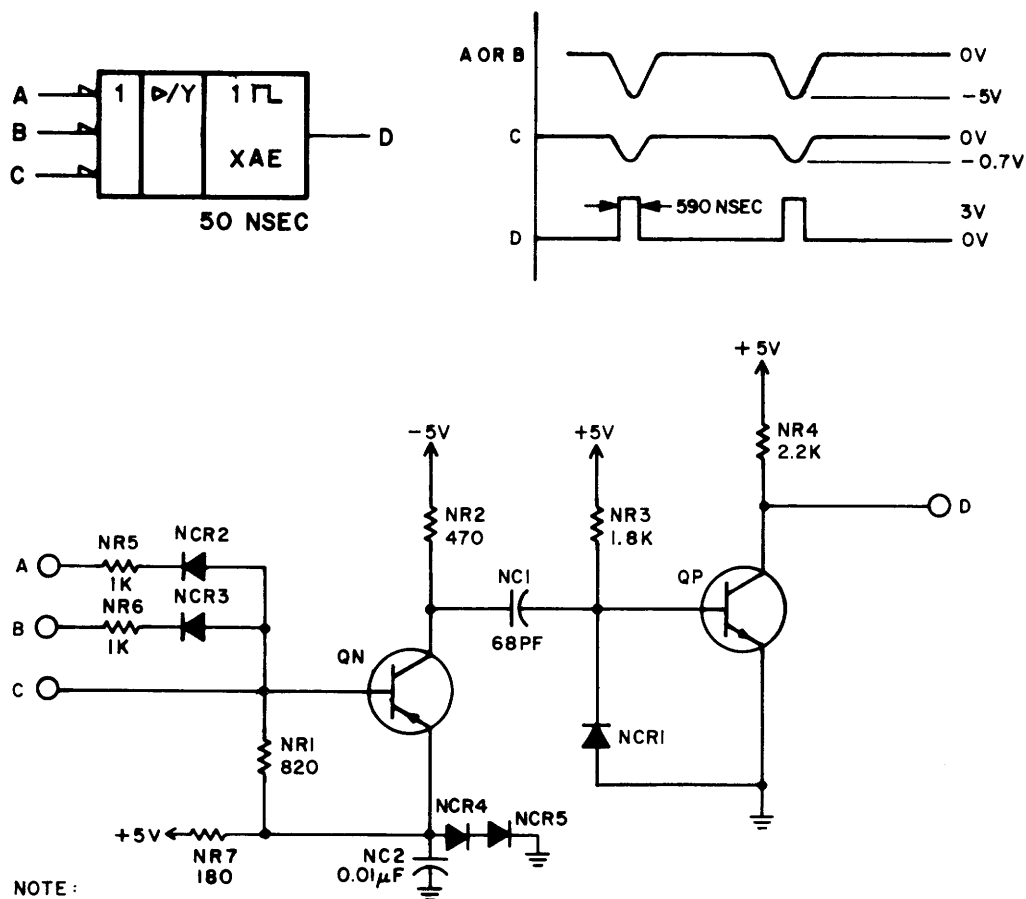 A
B
C
1
▷/Y
1
XAE
D
50 NSEC
A OR B
0V
-5V
C
0V
-0.7V
590 NSEC
3V
D
0V
+5V
-5V
+5V
NR4
2.2K
D
NR2
470
NR3
1.8K
NR5
NCR2
A
1K
NC1
QP
NR6
NCR3
B
1K
68PF
QN
C
NCR1
NR1
820
NCR4
NCR5
+5V
NR7
180
NC2
0.01μF
NOTE: